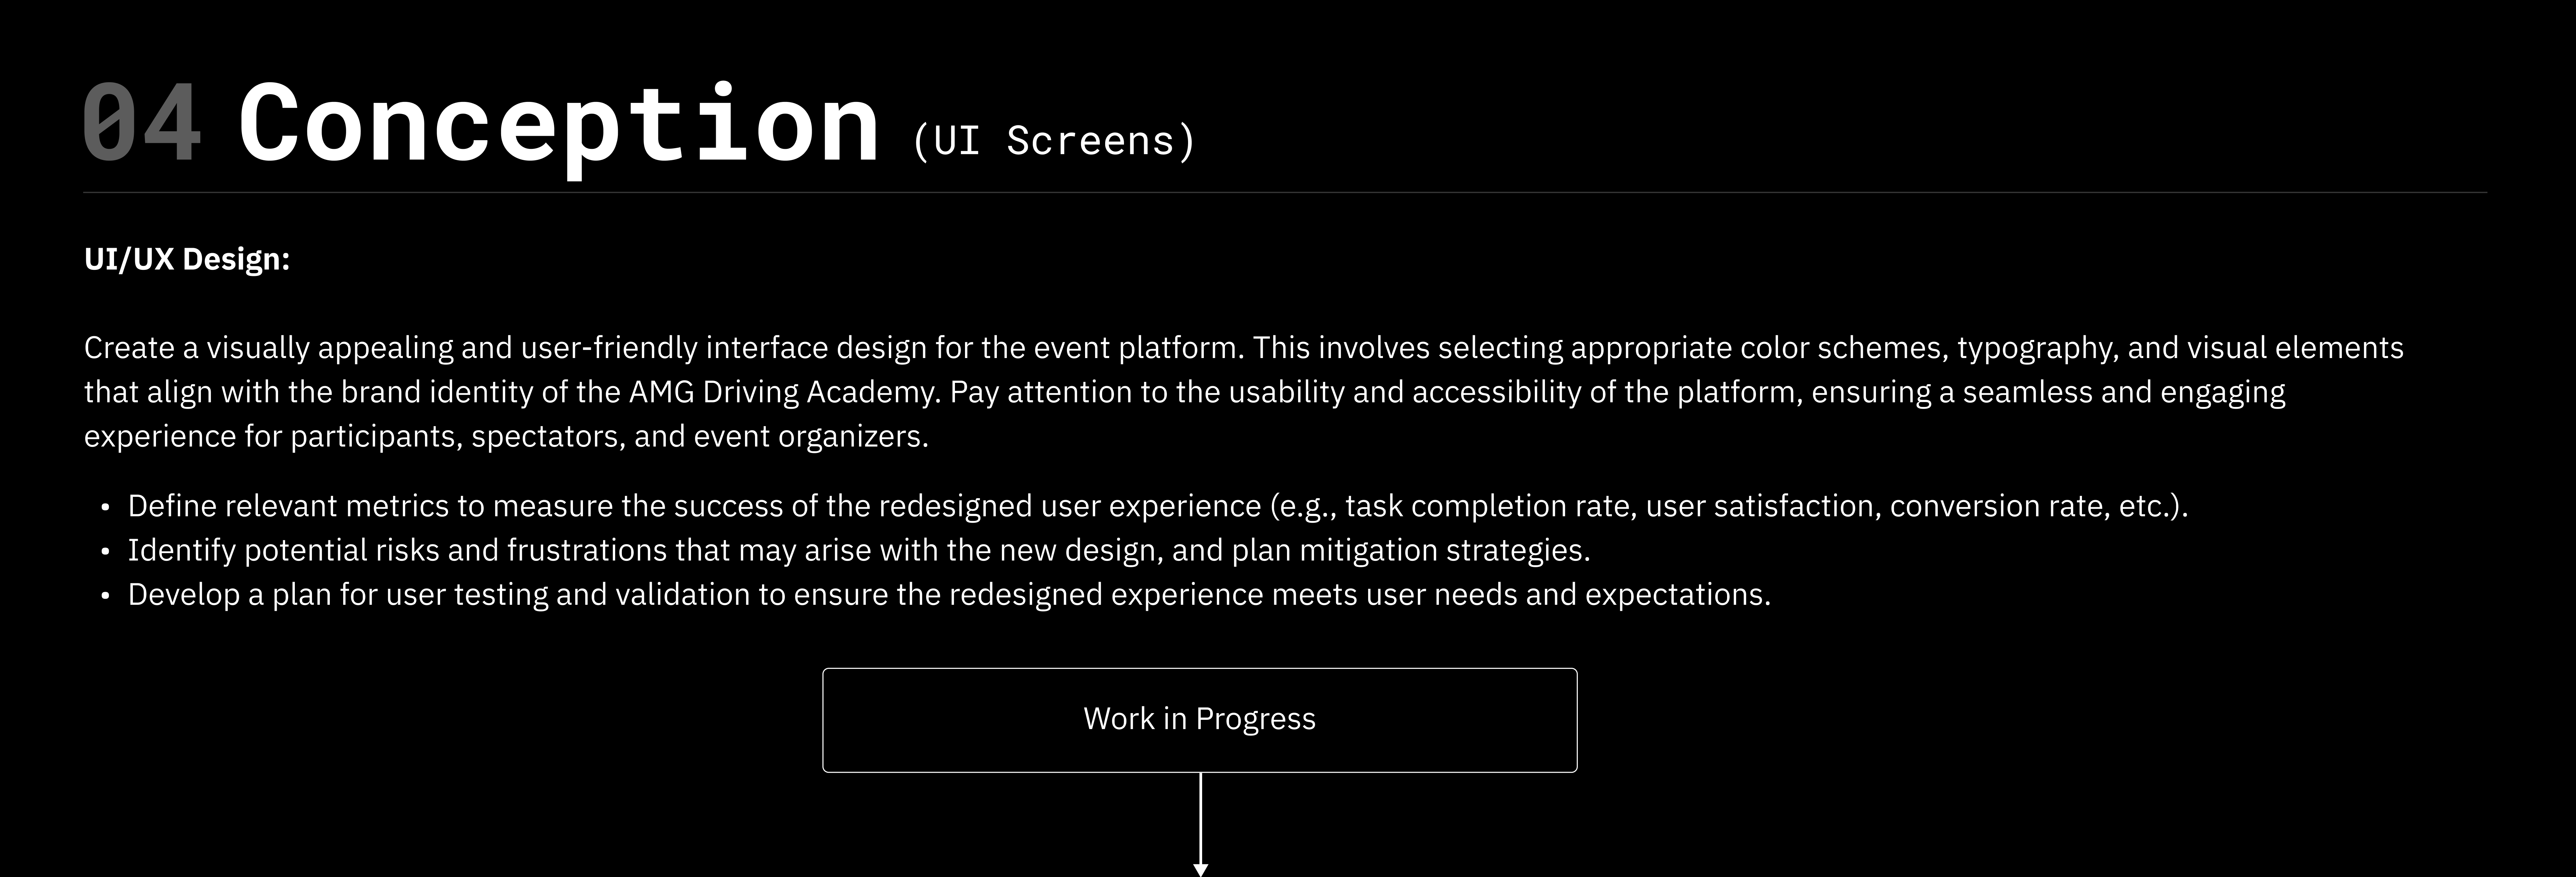 04 Conception (UI Screens)
UI/UX Design:
Create a visually appealing and user-friendly interface design for the event platform. This involves selecting appropriate color schemes, typography, and visual elements
that align with the brand identity of the AMG Driving Academy. Pay attention to the usability and accessibility of the platform, ensuring a seamless and engaging
experience for participants, spectators, and event organizers.
• Define relevant metrics to measure the success of the redesigned user experience (e.g., task completion rate, user satisfaction, conversion rate, etc.).
• Identify potential risks and frustrations that may arise with the new design, and plan mitigation strategies.
• Develop a plan for user testing and validation to ensure the redesigned experience meets user needs and expectations.
Work in Progress